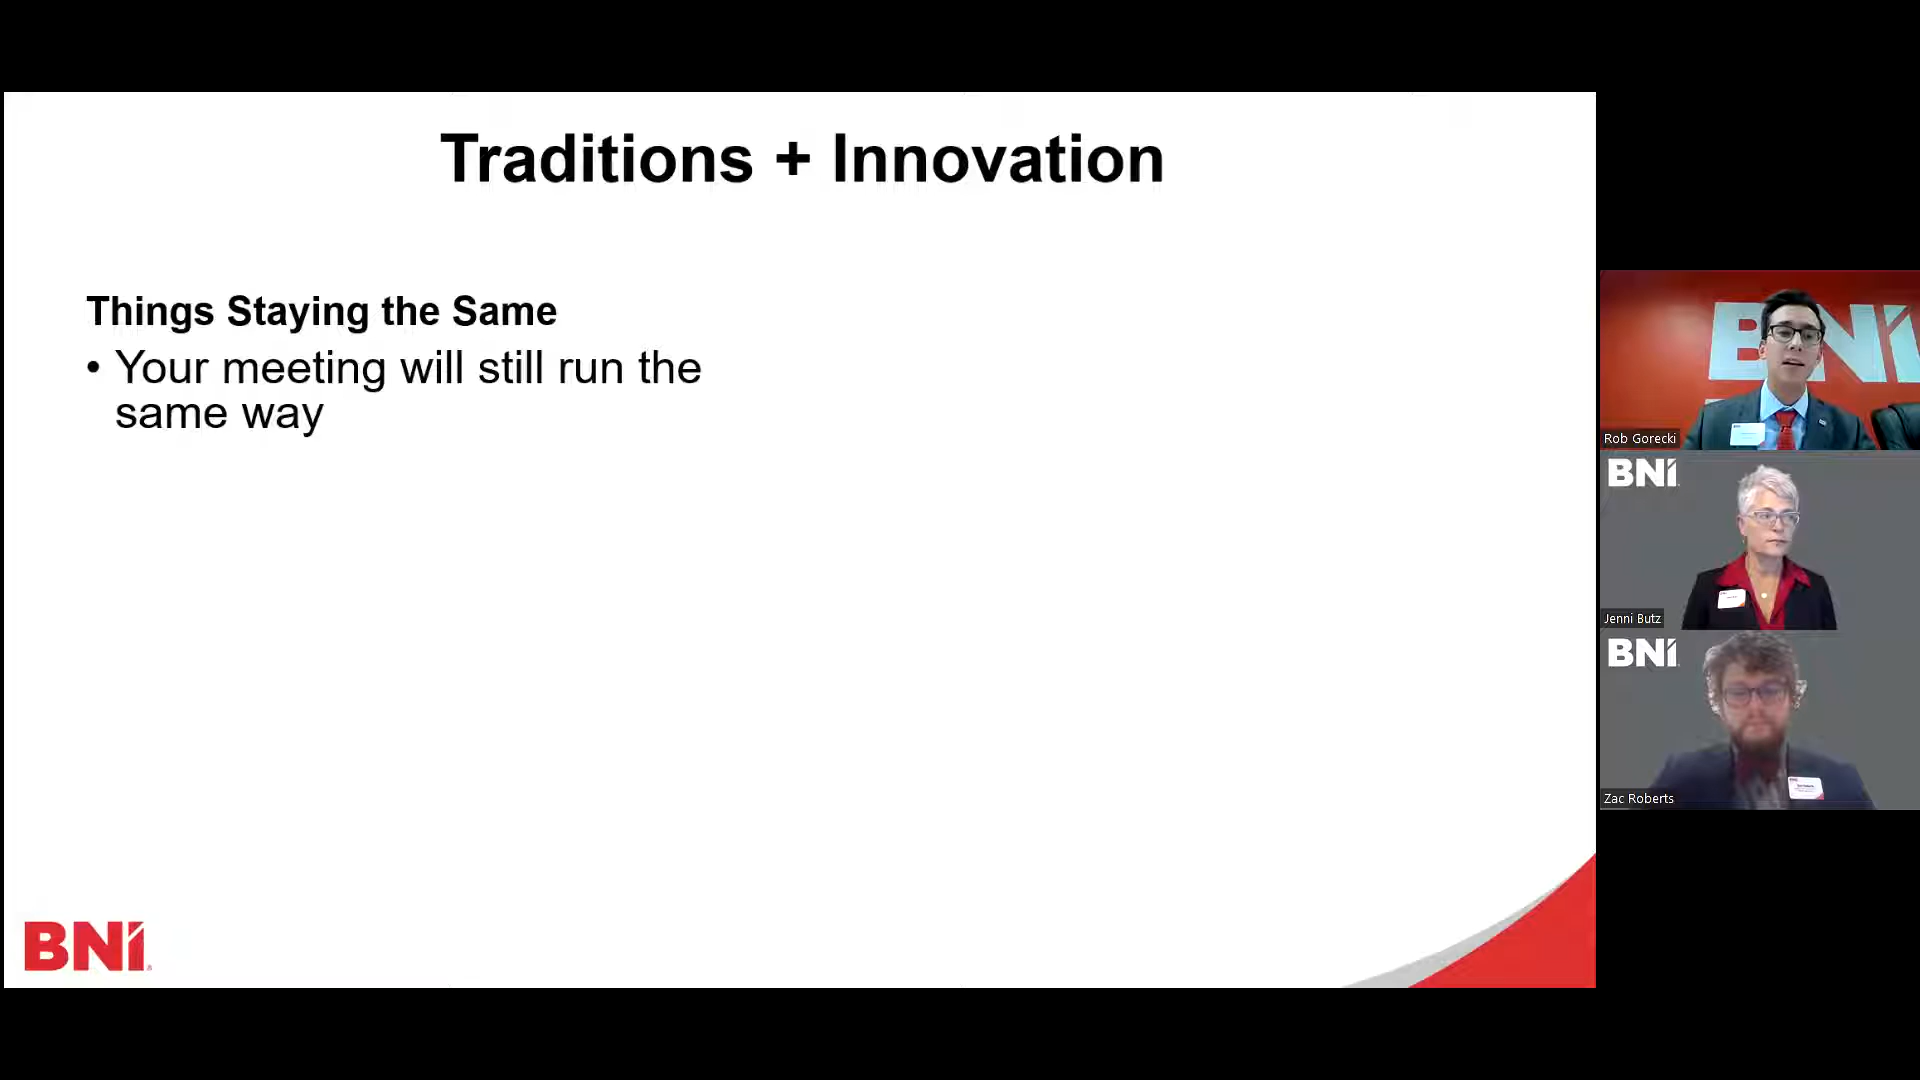 Traditions + Innovation
Things Staying the Same
• Your meeting will still run the
same way
BNI
BNI
Rob Gorecki
BNI
Jenni Butz
BNI
Zac Roberts